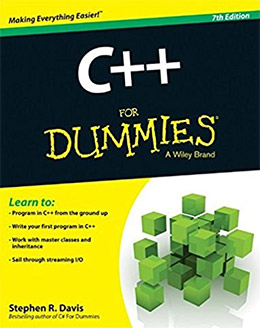 Making Everything Easier!™
7th Edition
C++
FOR
DUMMIES®
A Wiley Brand
Learn to:
• Program in C++ from the ground up
• Write your first program in C++
• Work with master classes and
inheritance
• Sail through streaming I/O
Stephen R. Davis
Bestselling author of C# For Dummies